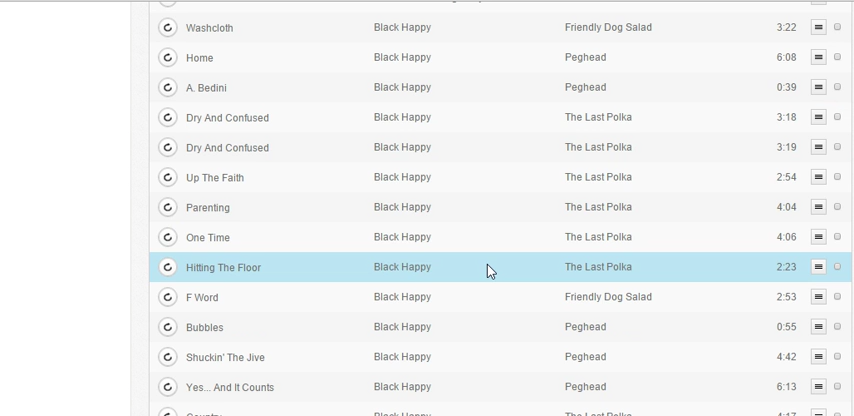 Washcloth Black Happy Friendly Dog Salad 3:22
Home Black Happy Peghead 6:08
A. Bedini Black Happy Peghead 0:39
Dry And Confused Black Happy The Last Polka 3:18
Dry And Confused Black Happy The Last Polka 3:19
Up The Faith Black Happy The Last Polka 2:54
Parenting Black Happy The Last Polka 4:04
One Time Black Happy The Last Polka 4:06
Hitting The Floor Black Happy The Last Polka 2:23
F Word Black Happy Friendly Dog Salad 2:53
Bubbles Black Happy Peghead 0:55
Shuckin' The Jive Black Happy Peghead 4:42
Yes... And It Counts Black Happy Peghead 6:13